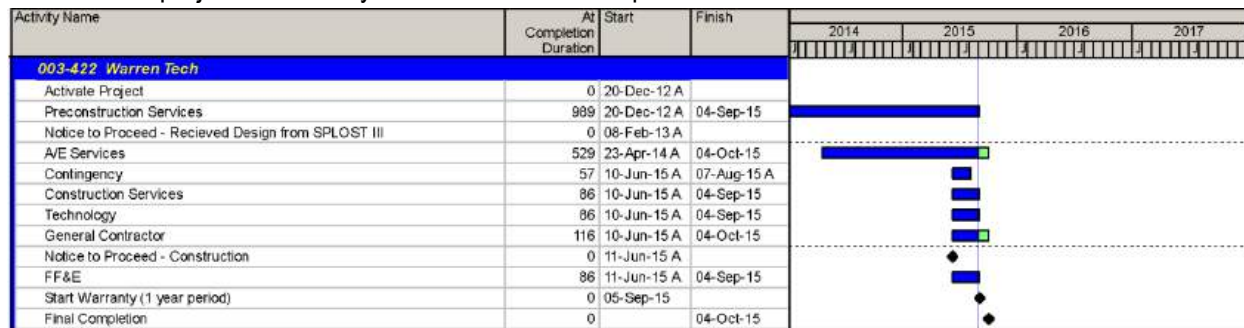 Activity Name At Start Finish
Completion 2014 2015 2016 2017
Duration J J J J
003-422 Warren Tech
Activate Project 0 20-Dec-12 A
Preconstruction Services 989 20-Dec-12 A 04-Sep-15
Notice to Proceed - Recieved Design from SPLOST III 0 08-Feb-13 A
A/E Services 529 23-Apr-14 A 04-Oct-15
Contingency 57 10-Jun-15 A 07-Aug-15 A
Construction Services 86 10-Jun-15 A 04-Sep-15
Technology 86 10-Jun-15 A 04-Sep-15
General Contractor 116 10-Jun-15 A 04-Oct-15
Notice to Proceed - Construction 0 11-Jun-15 A
FF&E 86 11-Jun-15 A 04-Sep-15
Start Warranty (1 year period) 0 05-Sep-15
Final Completion 0 04-Oct-15